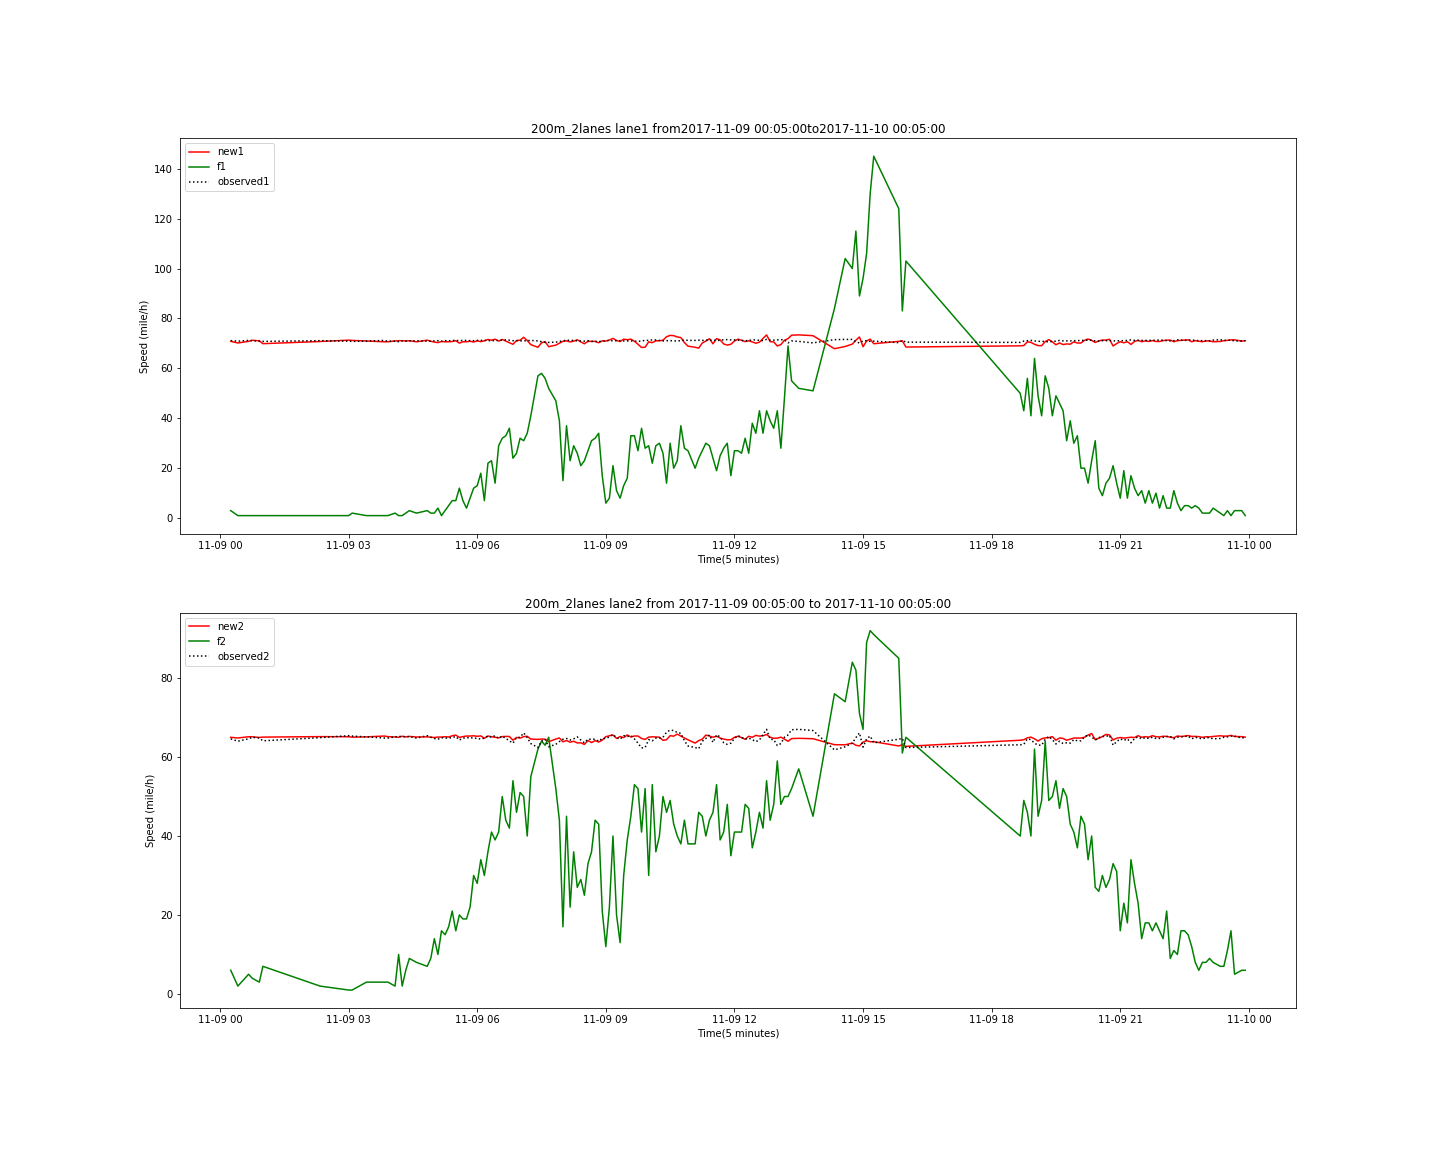 200m_2lanes lane1 from2017-11-09 00:05:00to2017-11-10 00:05:00
new1
f1
observed1
140
120
100
80
60
40
20
0
Speed (mile/h)
11-09 00 11-09 03 11-09 06 11-09 09 11-09 12 11-09 15 11-09 18 11-09 21 11-10 00
Time(5 minutes)
200m_2lanes lane2 from 2017-11-09 00:05:00 to 2017-11-10 00:05:00
new2
f2
observed2
80
60
40
20
0
Speed (mile/h)
11-09 00 11-09 03 11-09 06 11-09 09 11-09 12 11-09 15 11-09 18 11-09 21 11-10 00
Time(5 minutes)